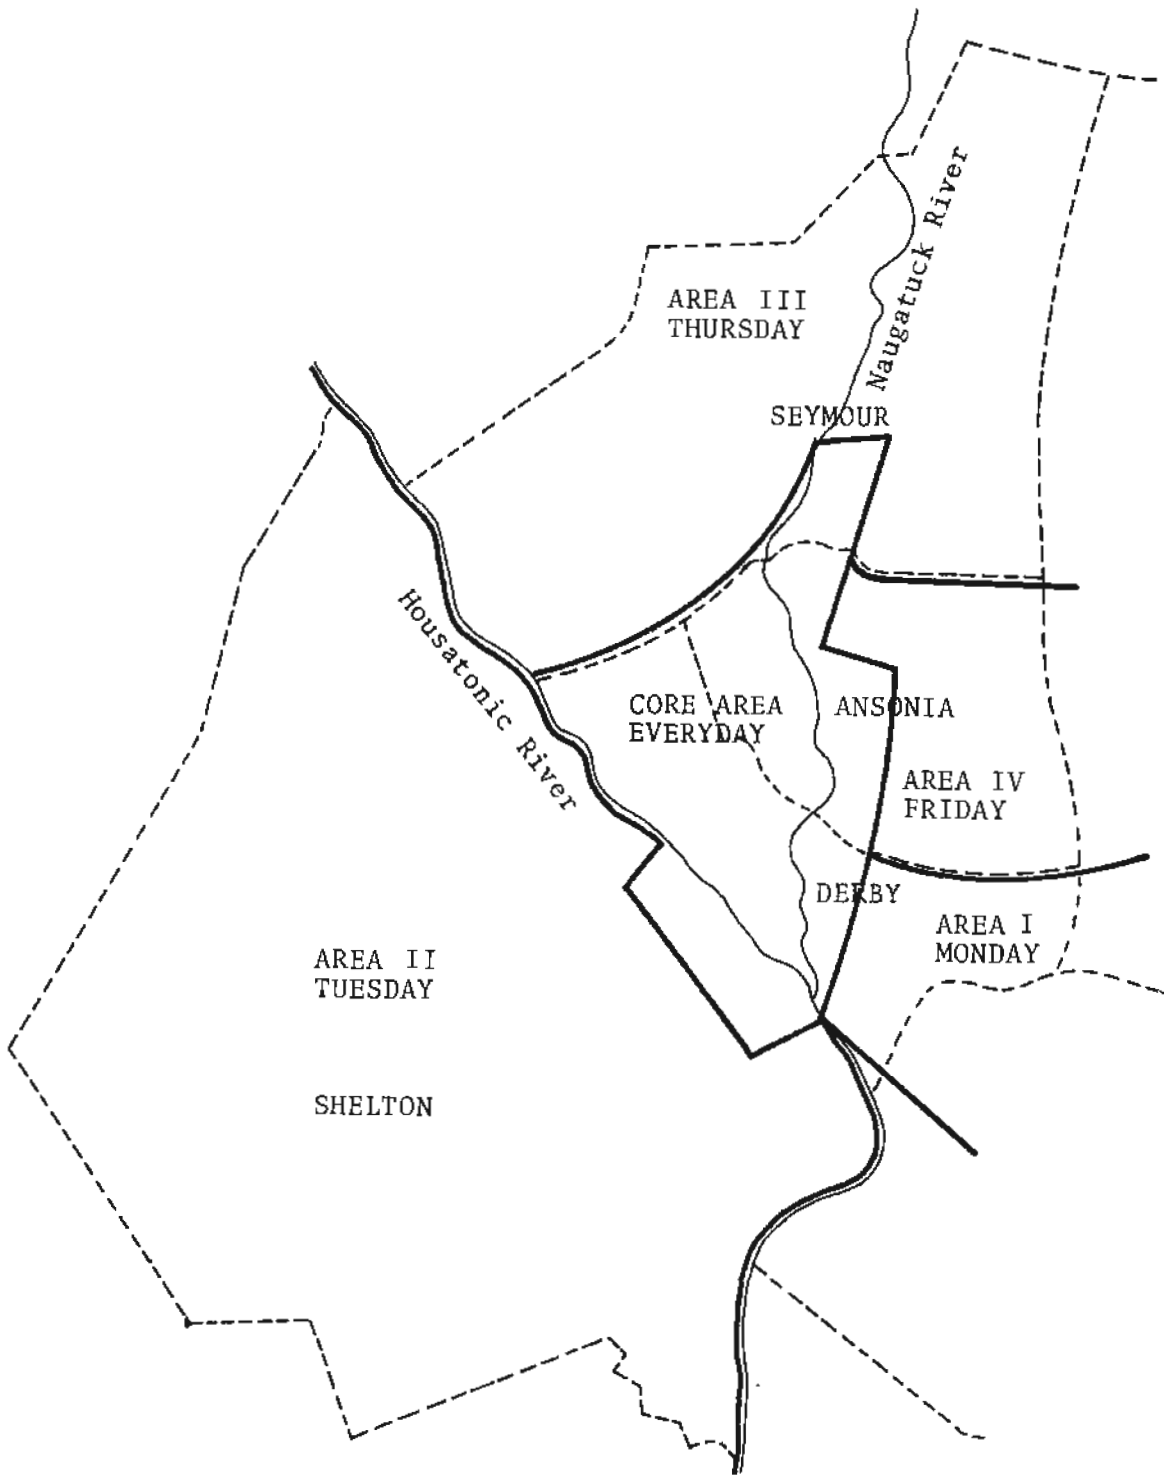 Naugatuck River
AREA III
THURSDAY
SEYMOUR
Housatonic River
CORE AREA
EVERYDAY
ANSONIA
AREA IV
FRIDAY
DERBY
AREA I
MONDAY
AREA II
TUESDAY
SHELTON